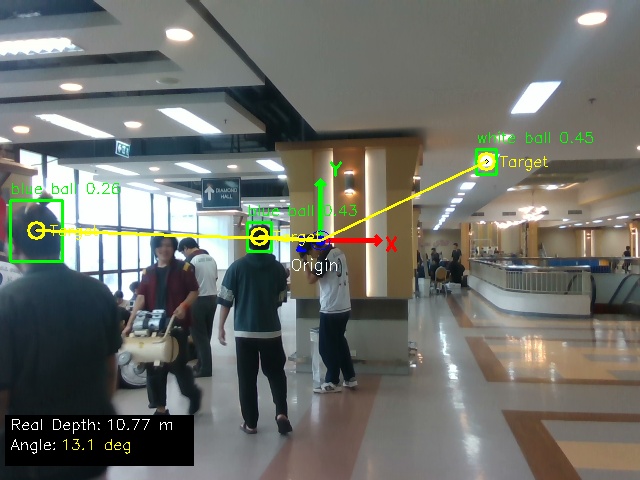 white ball 0.45
Target
blue ball 0.26
DIAMOND
HALL
blue ball 0.43
Y
Target
Target
X
Origin
Real Depth: 10.77 m
Angle: 13.1 deg